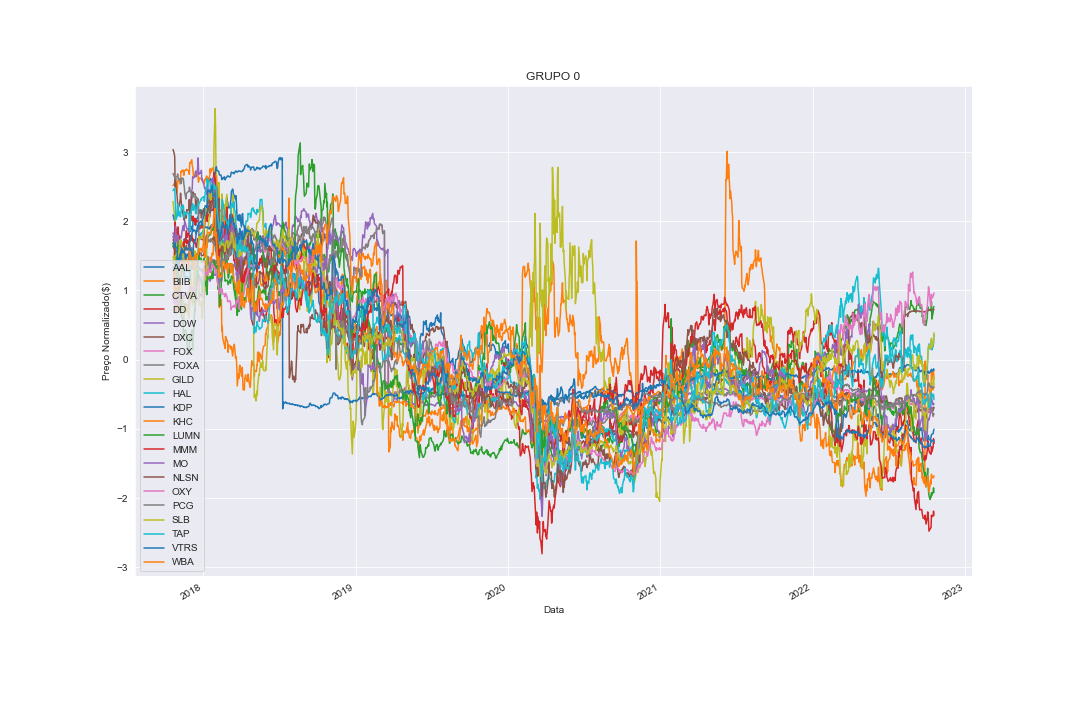 GRUPO 0
Preço Normalizado($)
3
2
1
0
−1
−2
−3
AAL
BIIB
CTVA
DD
DOW
DXC
FOX
FOXA
GILD
HAL
KDP
KHC
LUMN
MMM
MO
NLSN
OXY
PCG
SLB
TAP
VTRS
WBA
2018
2019
2020
2021
2022
2023
Data